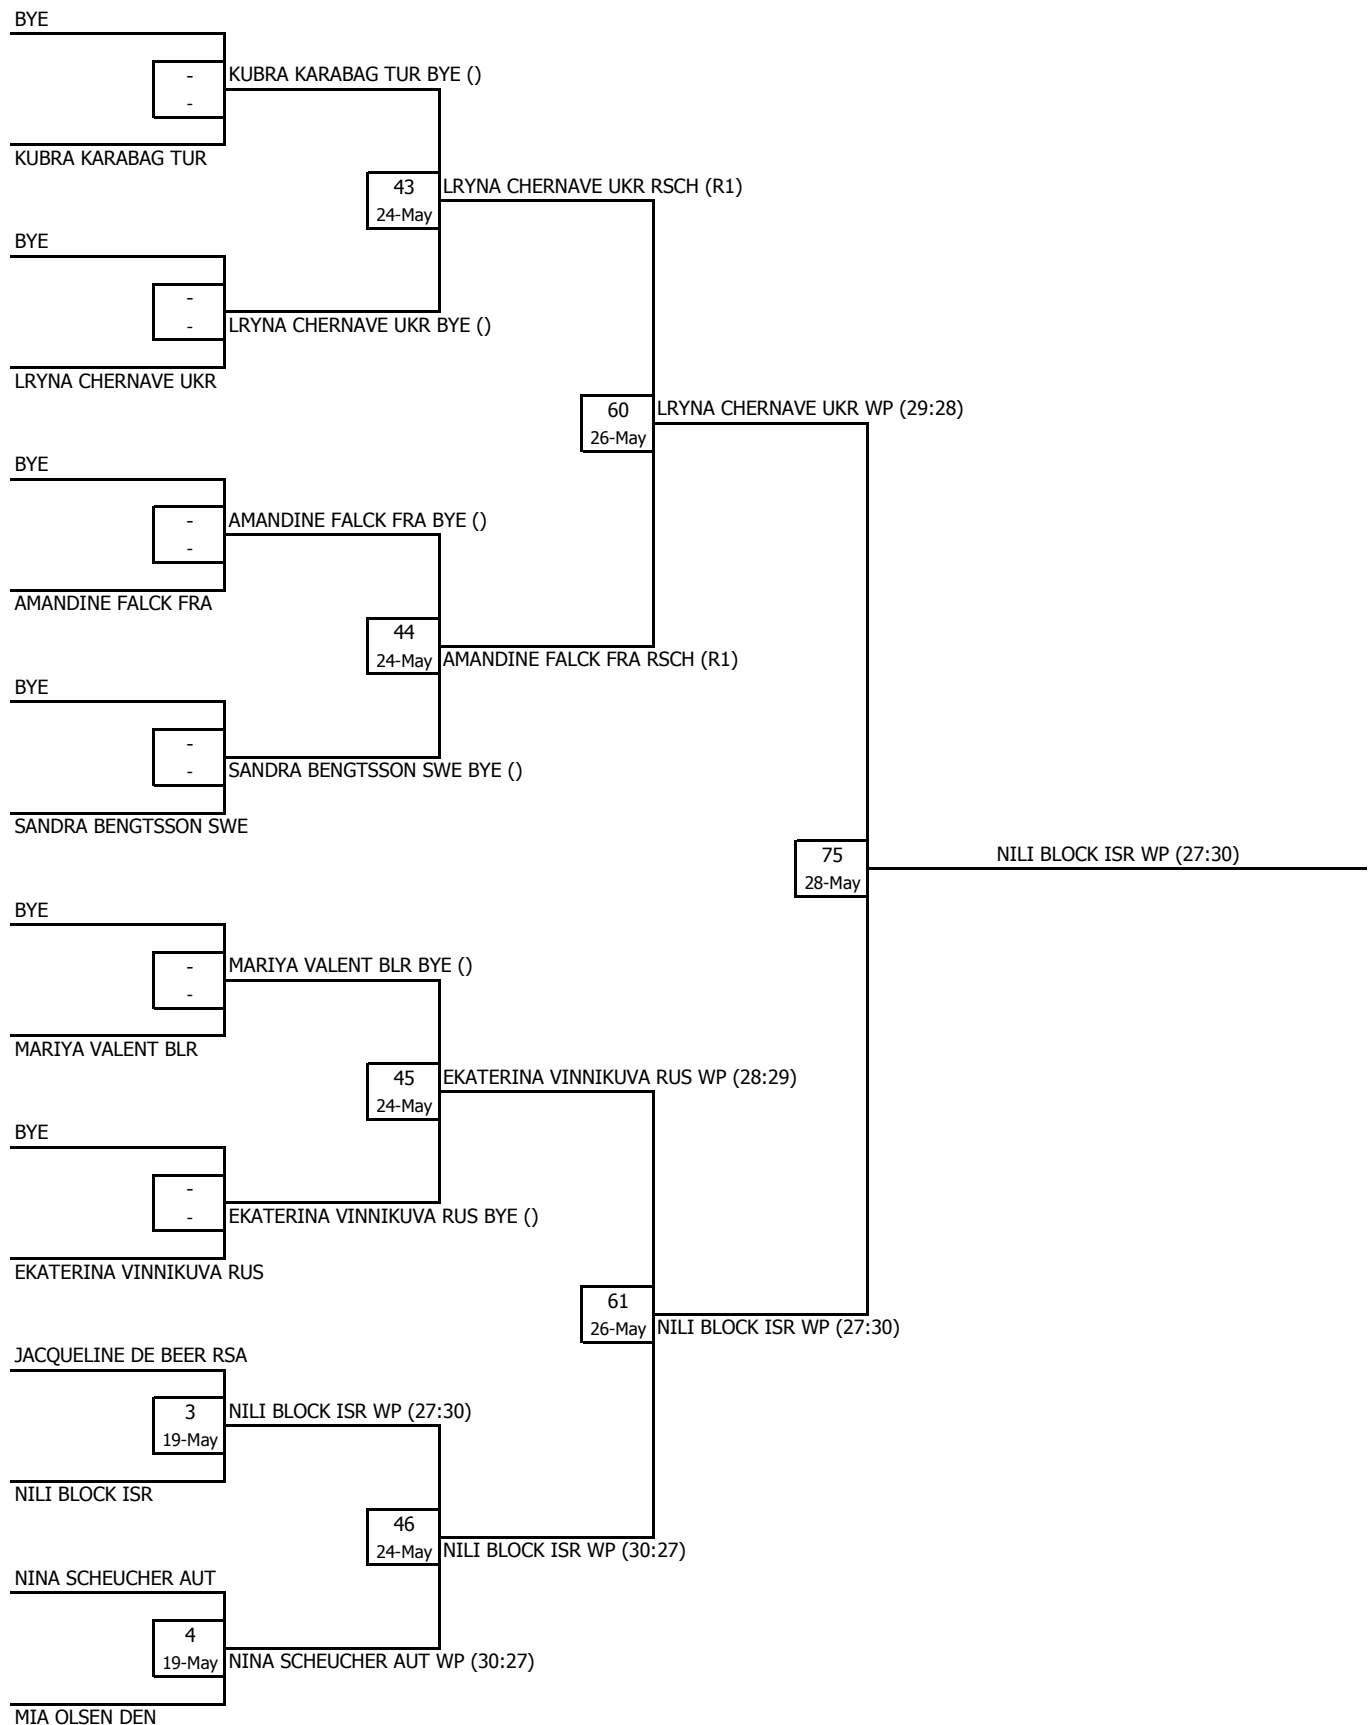 BYE
-
-
KUBRA KARABAG TUR BYE ()
KUBRA KARABAG TUR
43
24-May
LRYNA CHERNAVE UKR RSCH (R1)
BYE
-
-
LRYNA CHERNAVE UKR BYE ()
LRYNA CHERNAVE UKR
60
26-May
LRYNA CHERNAVE UKR WP (29:28)
BYE
-
-
AMANDINE FALCK FRA BYE ()
AMANDINE FALCK FRA
44
24-May
AMANDINE FALCK FRA RSCH (R1)
BYE
-
-
SANDRA BENGTSSON SWE BYE ()
SANDRA BENGTSSON SWE
75
28-May
NILI BLOCK ISR WP (27:30)
BYE
-
-
MARIYA VALENT BLR BYE ()
MARIYA VALENT BLR
45
24-May
EKATERINA VINNIKUVA RUS WP (28:29)
BYE
-
-
EKATERINA VINNIKUVA RUS BYE ()
EKATERINA VINNIKUVA RUS
61
26-May
NILI BLOCK ISR WP (27:30)
JACQUELINE DE BEER RSA
3
19-May
NILI BLOCK ISR WP (27:30)
NILI BLOCK ISR
46
24-May
NILI BLOCK ISR WP (30:27)
NINA SCHEUCHER AUT
4
19-May
NINA SCHEUCHER AUT WP (30:27)
MIA OLSEN DEN